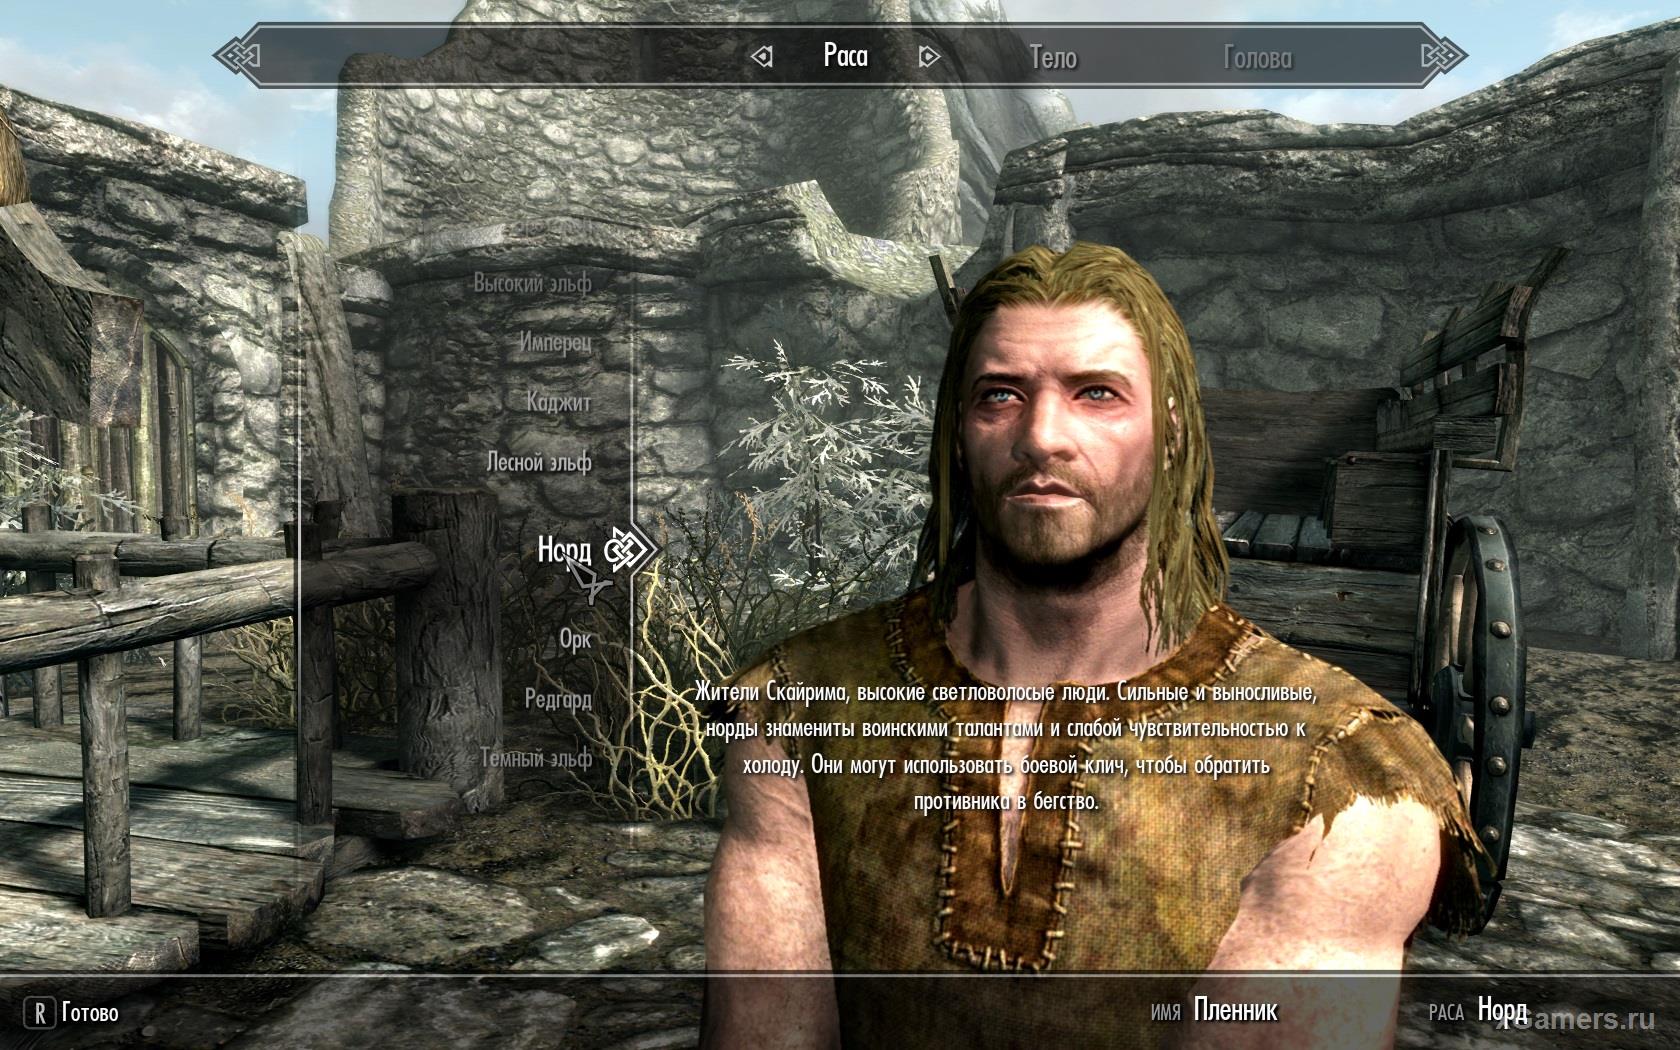 Раса
Тело
Голова
Высокий эльф
Имперец
Каджит
Лесной эльф
Норд
Орк
Редгард
Темный эльф
Жители Скайрима, высокие светловолосые люди. Сильные и выносливые,
норды знамениты воинскими талантами и слабой чувствительностью к
холоду. Они могут использовать боевой клич, чтобы обратить
противника в бегство.
R Готово
ИМЯ Пленник
РАСА Норд
Gamers.ru